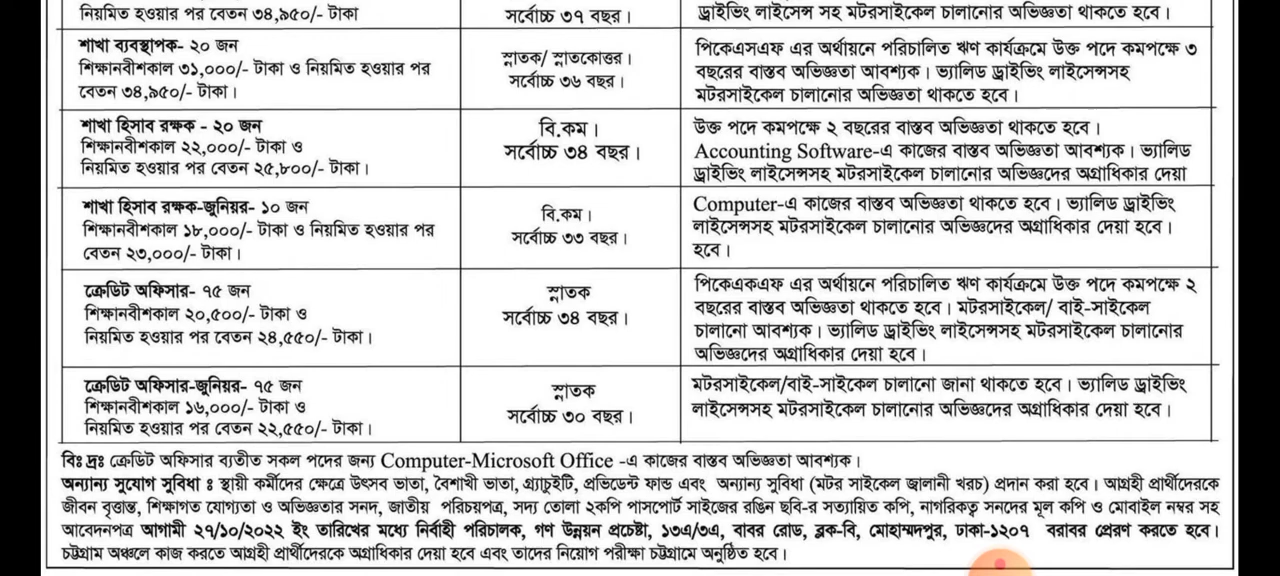 নিয়মিত হওয়ার পর বেতন ৩৪,৯৫০/- টাকা
সর্বোচ্চ ৩৭ বছর।
ড্রাইভিং লাইসেন্স সহ মটরসাইকেল চালানোর অভিজ্ঞতা থাকতে হবে।
শাখা ব্যবস্থাপক- ২০ জন
শিক্ষানবীশকাল ৩১,০০০/- টাকা ও নিয়মিত হওয়ার পর
বেতন ৩৪,৯৫০/- টাকা।
স্নাতক/ স্নাতকোত্তর।
সর্বোচ্চ ৩৬ বছর।
পিকেএসএফ এর অর্থায়নে পরিচালিত ঋণ কার্যক্রমে উক্ত পদে কমপক্ষে ৩
বছরের বাস্তব অভিজ্ঞতা আবশ্যক। ভ্যালিড ড্রাইভিং লাইসেন্সসহ
মটরসাইকেল চালানোর অভিজ্ঞতা থাকতে হবে।
শাখা হিসাব রক্ষক - ২০ জন
শিক্ষানবীশকাল ২২,০০০/- টাকা ও
নিয়মিত হওয়ার পর বেতন ২৫,৮০০/- টাকা।
বি.কম।
সর্বোচ্চ ৩৪ বছর।
উক্ত পদে কমপক্ষে ২ বছরের বাস্তব অভিজ্ঞতা থাকতে হবে।
Accounting Software-এ কাজের বাস্তব অভিজ্ঞতা আবশ্যক। ভ্যালিড
ড্রাইভিং লাইসেন্সসহ মটরসাইকেল চালানোর অভিজ্ঞদের অগ্রাধিকার দেয়া
শাখা হিসাব রক্ষক-জুনিয়র- ১০ জন
শিক্ষানবীশকাল ১৮,০০০/- টাকা ও নিয়মিত হওয়ার পর
বেতন ২৩,০০০/- টাকা।
বি.কম।
সর্বোচ্চ ৩৩ বছর।
Computer-এ কাজের বাস্তব অভিজ্ঞতা থাকতে হবে। ভ্যালিড ড্রাইভিং
লাইসেন্সসহ মটরসাইকেল চালানোর অভিজ্ঞদের অগ্রাধিকার দেয়া হবে।
হবে।
ক্রেডিট অফিসার- ৭৫ জন
শিক্ষানবীশকাল ২০,৫০০/- টাকা ও
নিয়মিত হওয়ার পর বেতন ২৪,৫৫০/- টাকা।
স্নাতক
সর্বোচ্চ ৩৪ বছর।
পিকেএকএফ এর অর্থায়নে পরিচালিত ঋণ কার্যক্রমে উক্ত পদে কমপক্ষে ২
বছরের বাস্তব অভিজ্ঞতা থাকতে হবে। মটরসাইকেল/ বাই-সাইকেল
চালানো আবশ্যক। ভ্যালিড ড্রাইভিং লাইসেন্সসহ মটরসাইকেল চালানোর
অভিজ্ঞদের অগ্রাধিকার দেয়া হবে।
ক্রেডিট অফিসার-জুনিয়র- ৭৫ জন
শিক্ষানবীশকাল ১৬,০০০/- টাকা ও
নিয়মিত হওয়ার পর বেতন ২২,৫৫০/- টাকা।
স্নাতক
সর্বোচ্চ ৩০ বছর।
মটরসাইকেল/বাই-সাইকেল চালানো জানা থাকতে হবে। ভ্যালিড ড্রাইভিং
লাইসেন্সসহ মটরসাইকেল চালানোর অভিজ্ঞদের অগ্রাধিকার দেয়া হবে।
বিঃ দ্রঃ ক্রেডিট অফিসার ব্যতীত সকল পদের জন্য Computer-Microsoft Office -এ কাজের বাস্তব অভিজ্ঞতা আবশ্যক।
অন্যান্য সুযোগ সুবিধা ঃ স্থায়ী কর্মীদের ক্ষেত্রে উৎসব ভাতা, বৈশাখী ভাতা, গ্র্যাচুইটি, প্রভিডেন্ট ফান্ড এবং অন্যান্য সুবিধা (মটর সাইকেল জ্বালানী খরচ) প্রদান করা হবে। আগ্রহী প্রার্থীদেরকে
জীবন বৃত্তান্ত, শিক্ষাগত যোগ্যতা ও অভিজ্ঞতার সনদ, জাতীয় পরিচয়পত্র, সদ্য তোলা ২কপি পাসপোর্ট সাইজের রঙিন ছবি-র সত্যায়িত কপি, নাগরিকত্ব সনদের মূল কপি ও মোবাইল নম্বর সহ
আবেদনপত্র আগামী ২৭/১০/২০২২ ইং তারিখের মধ্যে নির্বাহী পরিচালক, গণ উন্নয়ন প্রচেষ্টা, ১৩এ/৩এ, বাবর রোড, ব্লক-বি, মোহাম্মদপুর, ঢাকা-১২০৭ বরাবর প্রেরণ করতে হবে।
চট্টগ্রাম অঞ্চলে কাজ করতে আগ্রহী প্রার্থীদেরকে অগ্রাধিকার দেয়া হবে এবং তাদের নিয়োগ পরীক্ষা চট্টগ্রামে অনুষ্ঠিত হবে।